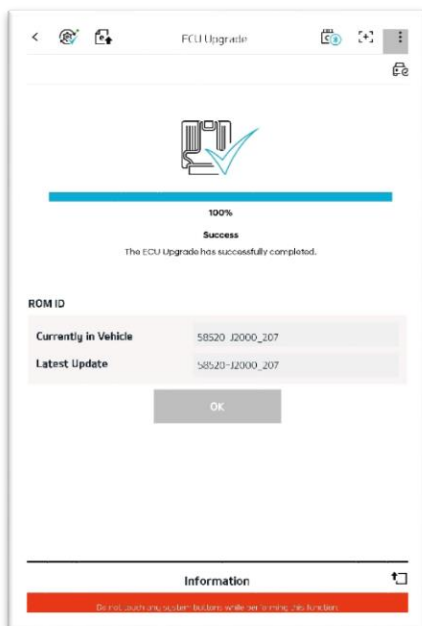 ECU Upgrade
100%
Success
The ECU Upgrade has successfully completed.
ROM ID
Currently in Vehicle 58520-J2000_207
Latest Update 58520-J2000_207
OK
Information
Do not touch any system buttons while performing this function